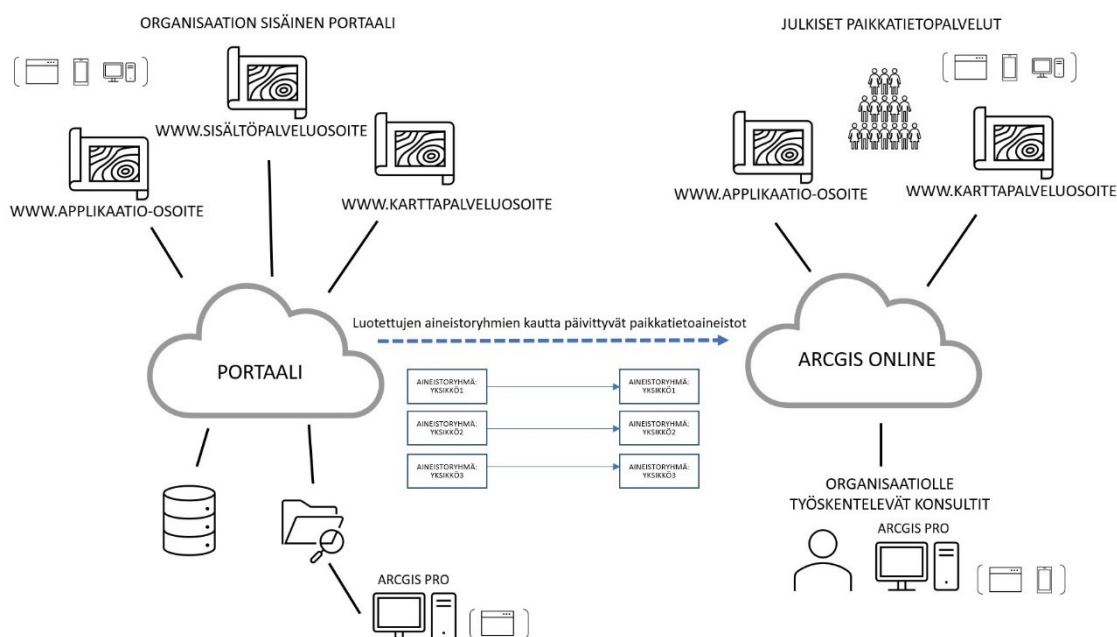 ORGANISAATION SISÄINEN PORTAALI
JULKISET PAIKKATIETOPALVELUT
WWW.SISÄLTÖPALVELUOSOITE
WWW.APPLIKAATIO-OSOITE
WWW.KARTTAPALVELUOSOITE
WWW.APPLIKAATIO-OSOITE
WWW.KARTTAPALVELUOSOITE
Luotettujen aineistoryhmien kautta päivittyvät paikkatietoaineistot
PORTAALI
ARCGIS ONLINE
AINEISTORYHMÄ:
YKSIKKÖ1
AINEISTORYHMÄ:
YKSIKKÖ1
AINEISTORYHMÄ:
YKSIKKÖ2
AINEISTORYHMÄ:
YKSIKKÖ2
AINEISTORYHMÄ:
YKSIKKÖ3
AINEISTORYHMÄ:
YKSIKKÖ3
ORGANISAATIOLLE
TYÖSKENTELEVÄT KONSULTIT
ARCGIS PRO
ARCGIS PRO